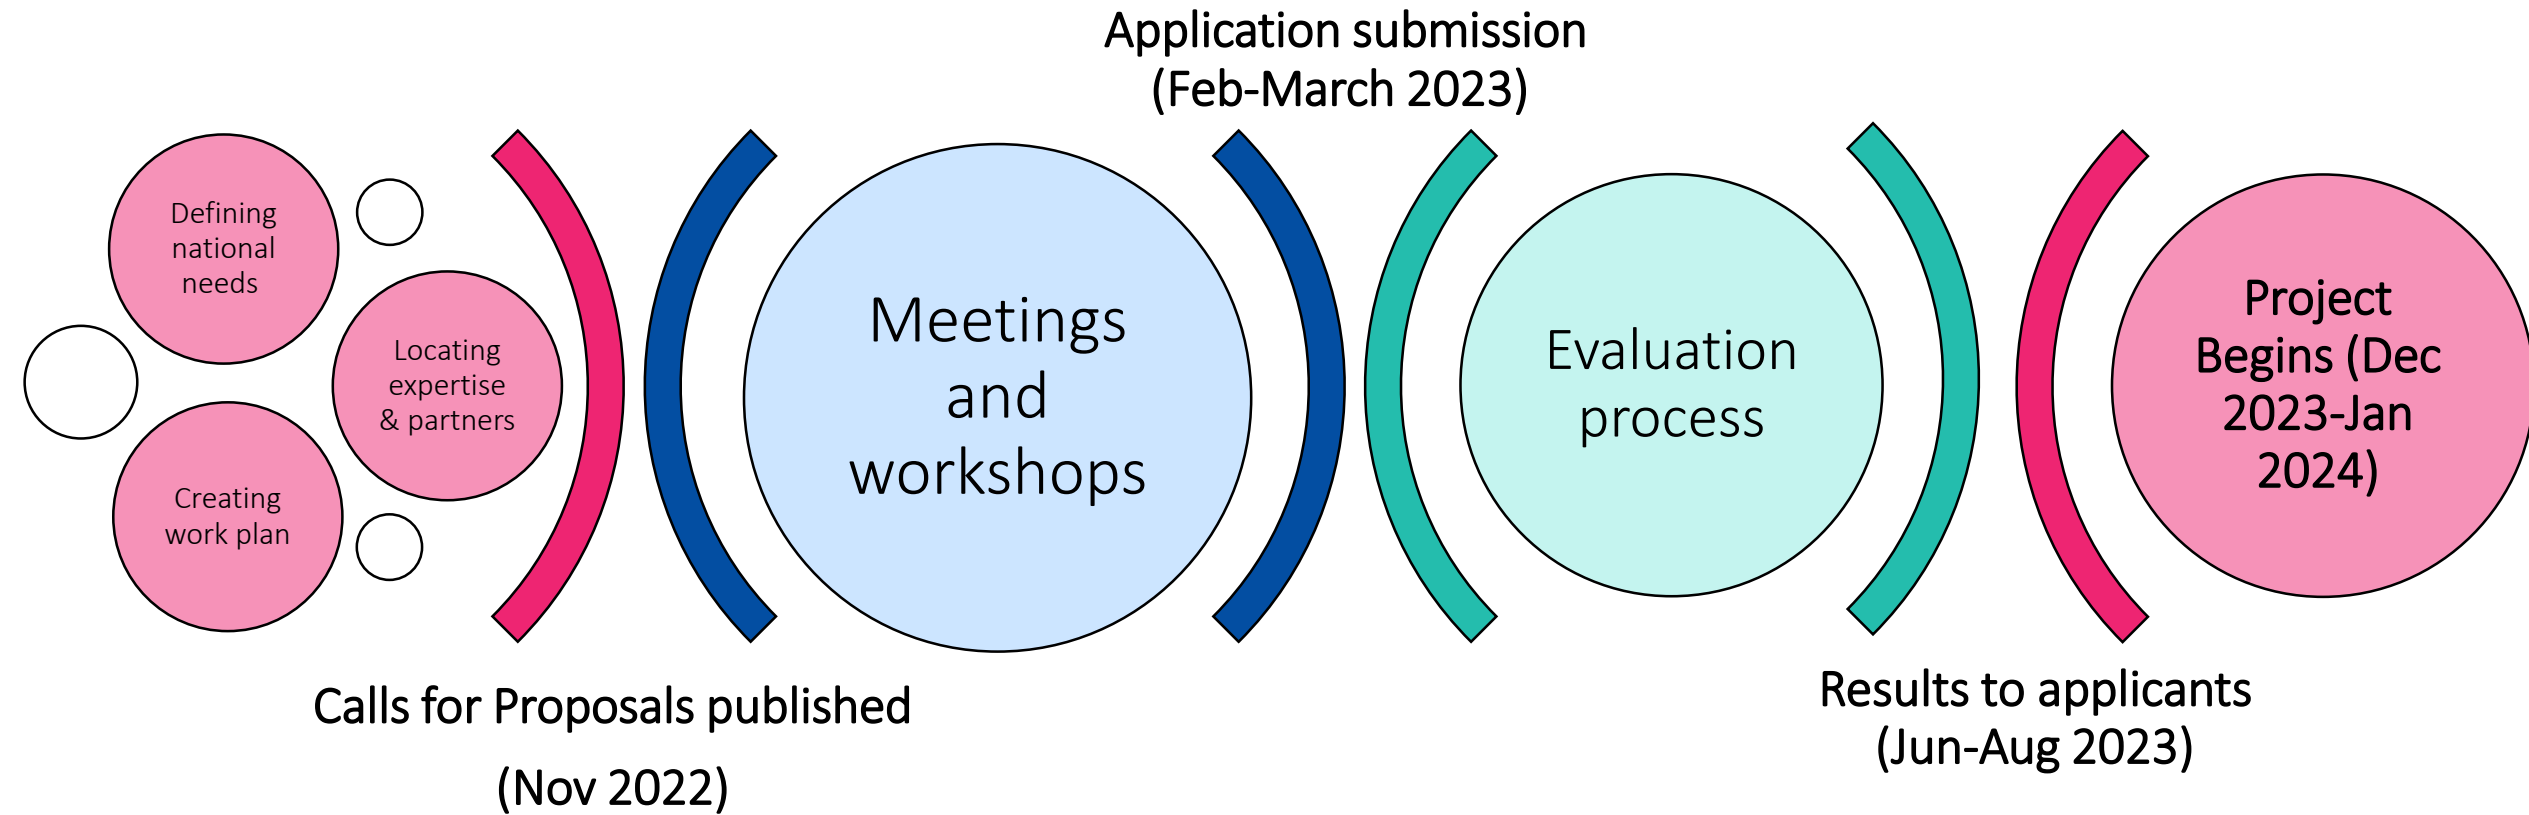 Application submission
(Feb-March 2023)
Defining
national
needs
Locating
expertise
& partners
Creating
work plan
Meetings
and
workshops
Evaluation
process
Project
Begins (Dec
2023-Jan
2024)
Calls for Proposals published
(Nov 2022)
Results to applicants
(Jun-Aug 2023)